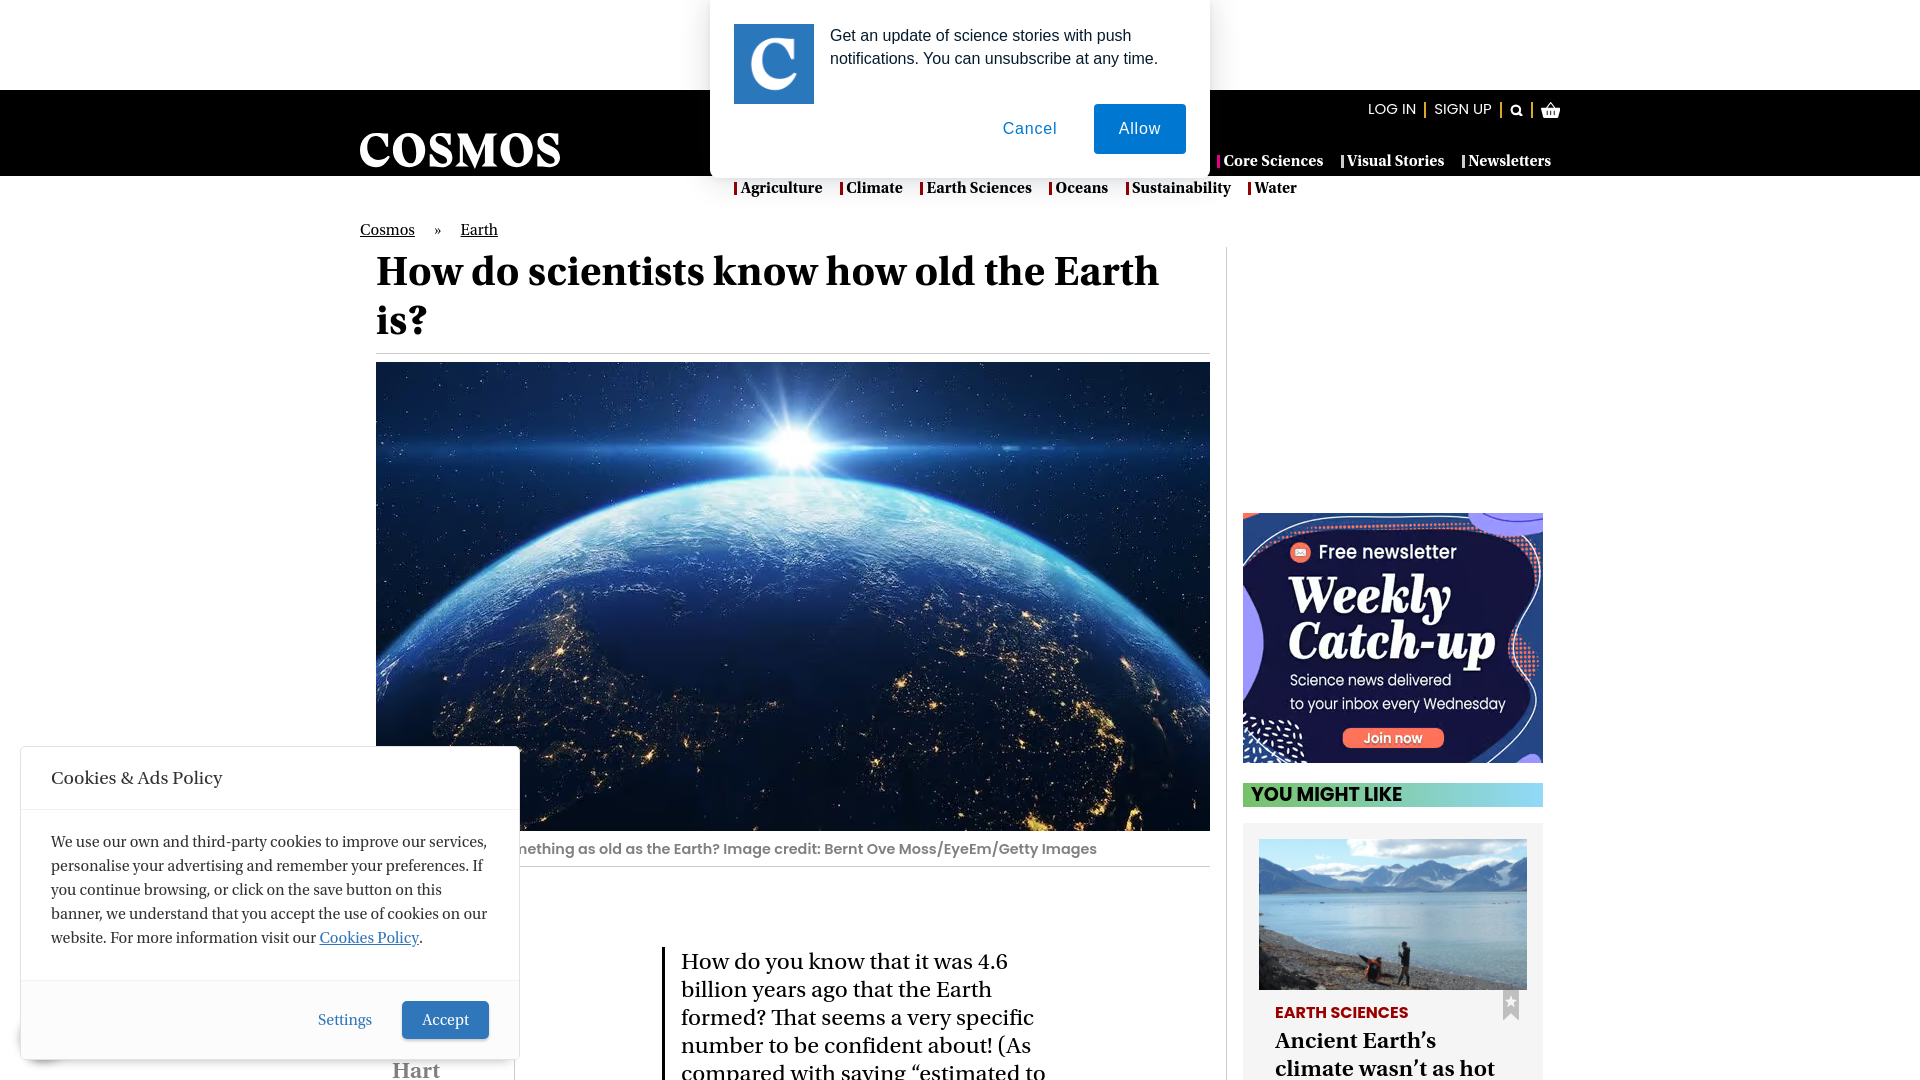 Get an update of science stories with push
notifications. You can unsubscribe at any time.
Cancel
Allow
LOG IN
SIGN UP
COSMOS
Core Sciences
Visual Stories
Newsletters
Agriculture
Climate
Earth Sciences
Oceans
Sustainability
Water
Cosmos » Earth
How do scientists know how old the Earth
is?
as old as the Earth? Image credit: Bernt Ove Moss/EyeEm/Getty Images
Free newsletter
Weekly
Catch-up
Science news delivered
to your inbox every Wednesday
Join now
YOU MIGHT LIKE
EARTH SCIENCES
Ancient Earth’s
climate wasn’t as hot
Cookies & Ads Policy
We use our own and third-party cookies to improve our services,
personalise your advertising and remember your preferences. If
you continue browsing, or click on the save button on this
banner, we understand that you accept the use of cookies on our
website. For more information visit our Cookies Policy.
Settings
Accept
Hart
How do you know that it was 4.6
billion years ago that the Earth
formed? That seems a very specific
number to be confident about! (As
compared with saying “estimated to